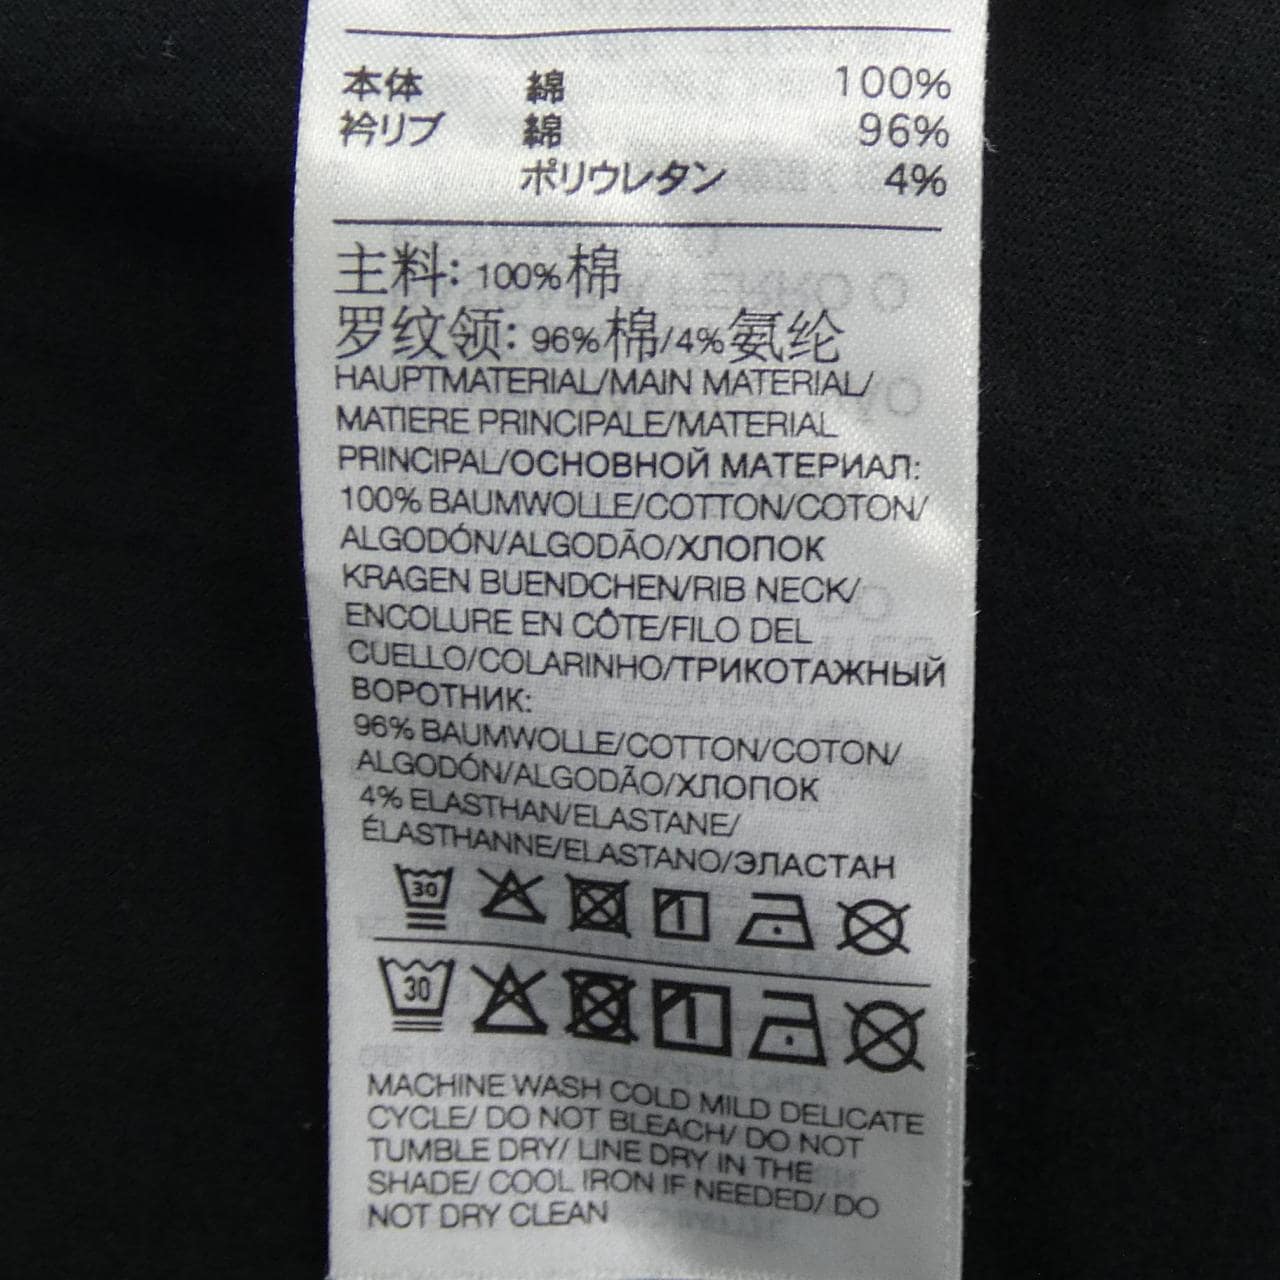 本体 綿 100%
衿リブ 綿 96%
ポリウレタン 4%
主料: 100%棉
罗纹领: 96%棉/4%氨纶
HAUPTMATERIAL/MAIN MATERIAL/
MATIERE PRINCIPALE/MATERIAL
PRINCIPAL/ОСНОВНОЙ МАТЕРИАЛ:
100% BAUMWOLLE/COTTON/COTON/
ALGODÓN/ALGODÃO/ХЛОПОК
KRAGEN BUENDCHEN/RIB NECK/
ENCOLURE EN CÔTE/FILO DEL
CUELLO/COLARINHO/ТРИКОТАЖНЫЙ
ВОРОТНИК:
96% BAUMWOLLE/COTTON/COTON/
ALGODÓN/ALGODÃO/ХЛОПОК
4% ELASTHAN/ELASTANE/
ÉLASTHANNE/ELASTANO/ЭЛАСТАН
30
30
MACHINE WASH COLD MILD DELICATE
CYCLE/ DO NOT BLEACH/ DO NOT
TUMBLE DRY/ LINE DRY IN THE
SHADE/ COOL IRON IF NEEDED/ DO
NOT DRY CLEAN